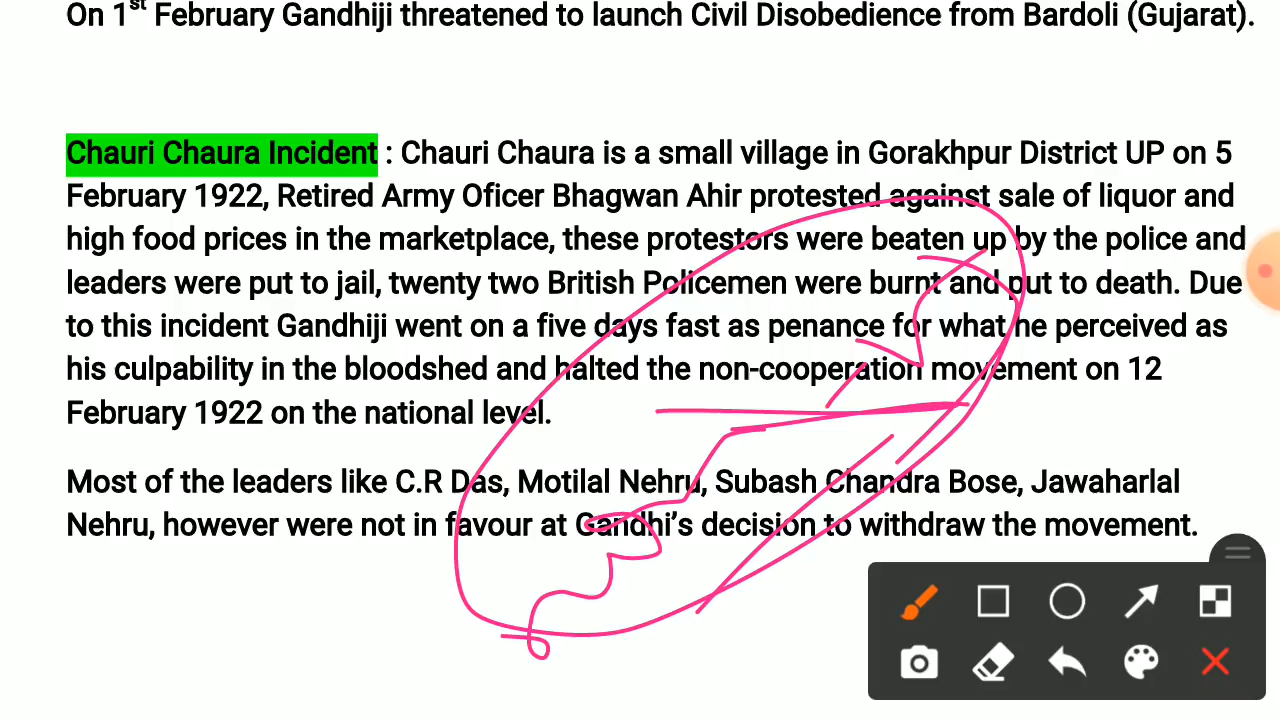 On 1st February Gandhiji threatened to launch Civil Disobedience from Bardoli (Gujarat).
Chauri Chaura Incident : Chauri Chaura is a small village in Gorakhpur District UP on 5
February 1922, Retired Army Oficer Bhagwan Ahir protested against sale of liquor and
high food prices in the marketplace, these protestors were beaten up by the police and
leaders were put to jail, twenty two British Policemen were burnt and put to death. Due
to this incident Gandhiji went on a five days fast as penance for what he perceived as
his culpability in the bloodshed and halted the non-cooperation movement on 12
February 1922 on the national level.
Most of the leaders like C.R Das, Motilal Nehru, Subash Chandra Bose, Jawaharlal
Nehru, however were not in favour at Gandhi’s decision to withdraw the movement.